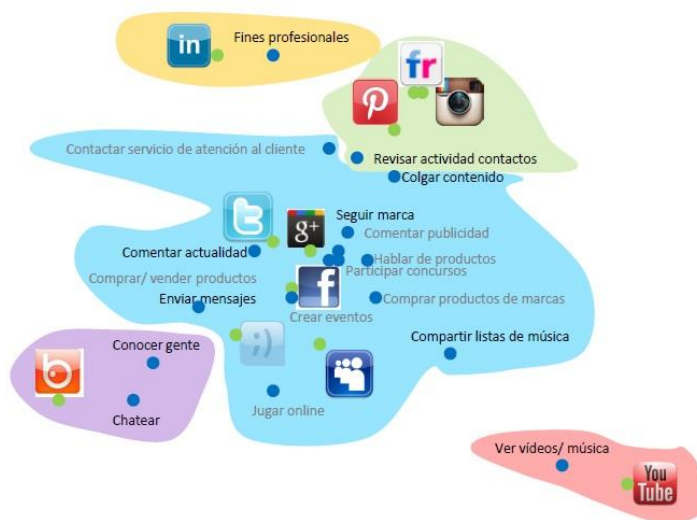 in
Fines profesionales
fr
Contactar servicio de atención al cliente
Revisar actividad contactos
Colgar contenido
Seguir marca
g+
Comentar publicidad
Comentar actualidad
Hablar de productos
Participar concursos
Comprar/ vender productos
f
Enviar mensajes
Comprar productos de marcas
Crear eventos
Compartir listas de música
;)
Conocer gente
b
Chatear
Jugar online
Ver vídeos/ música
You
Tube